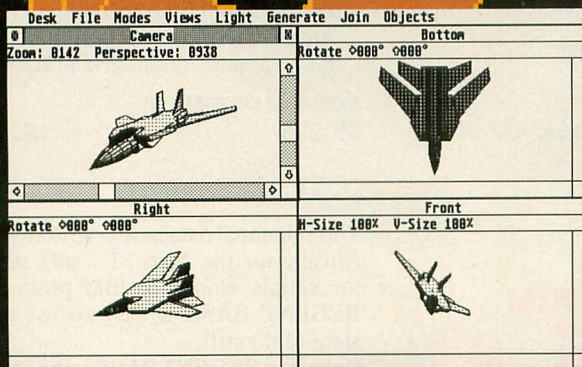 Desk File Modes Views Light Generate Join Objects
Camera
Zoom: 0142 Perspective: 0938
Bottom
Rotate ◇000° ◇000°
Right
Rotate ◇000° ◇000°
Front
H-Size 100% V-Size 100%